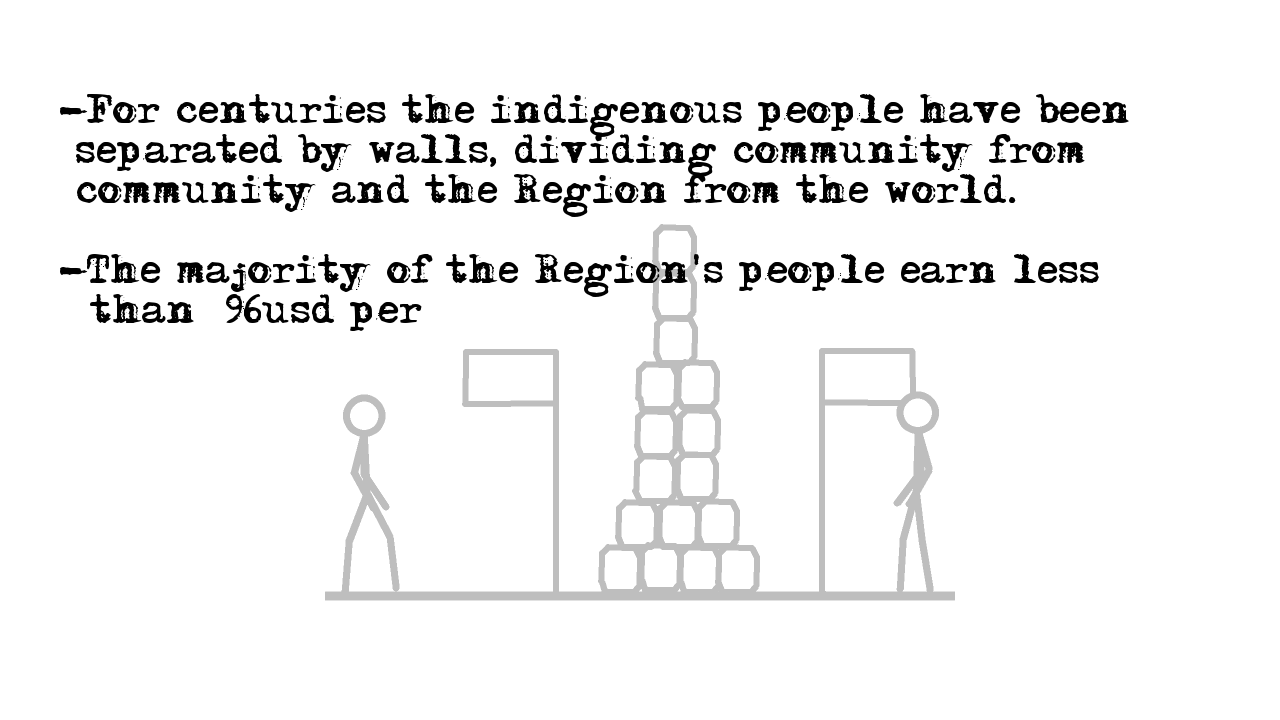 -For centuries the indigenous people have been
separated by walls, dividing community from
community and the Region from the world.
-The majority of the Region's people earn less
than 96usd per